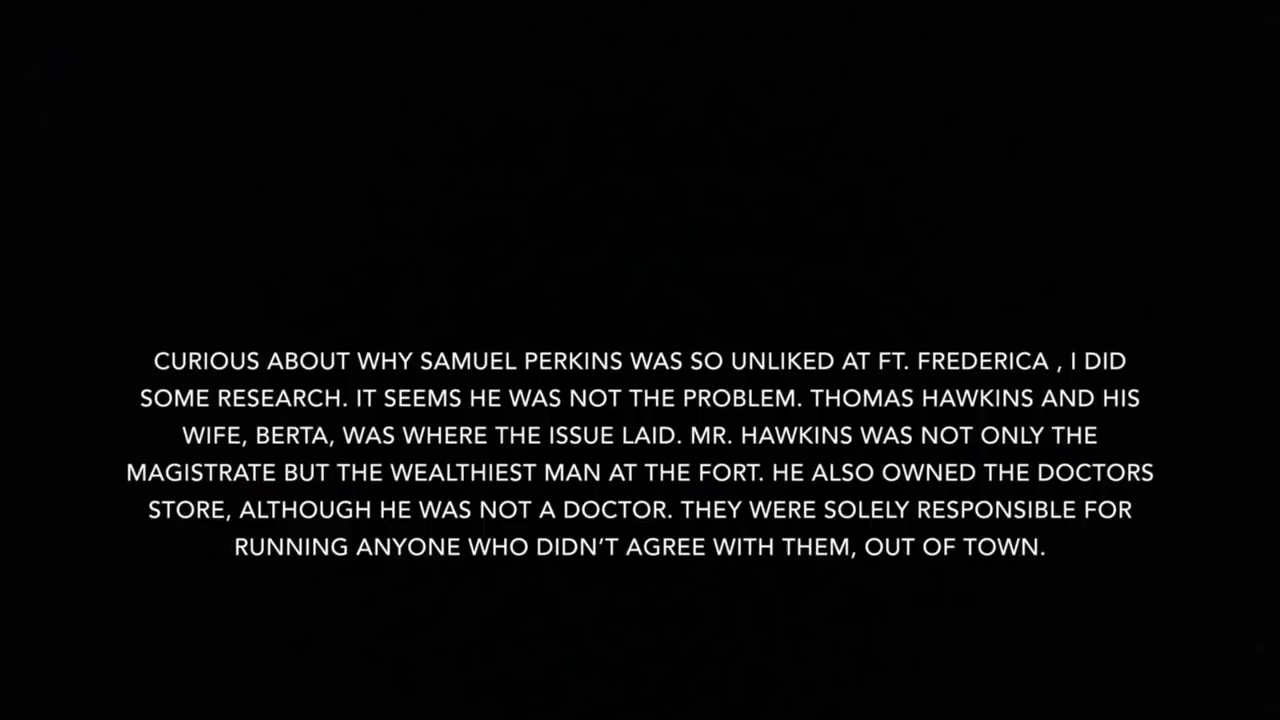 CURIOUS ABOUT WHY SAMUEL PERKINS WAS SO UNLIKED AT FT. FREDERICA , I DID
SOME RESEARCH. IT SEEMS HE WAS NOT THE PROBLEM. THOMAS HAWKINS AND HIS
WIFE, BERTA, WAS WHERE THE ISSUE LAID. MR. HAWKINS WAS NOT ONLY THE
MAGISTRATE BUT THE WEALTHIEST MAN AT THE FORT. HE ALSO OWNED THE DOCTORS
STORE, ALTHOUGH HE WAS NOT A DOCTOR. THEY WERE SOLELY RESPONSIBLE FOR
RUNNING ANYONE WHO DIDN’T AGREE WITH THEM, OUT OF TOWN.